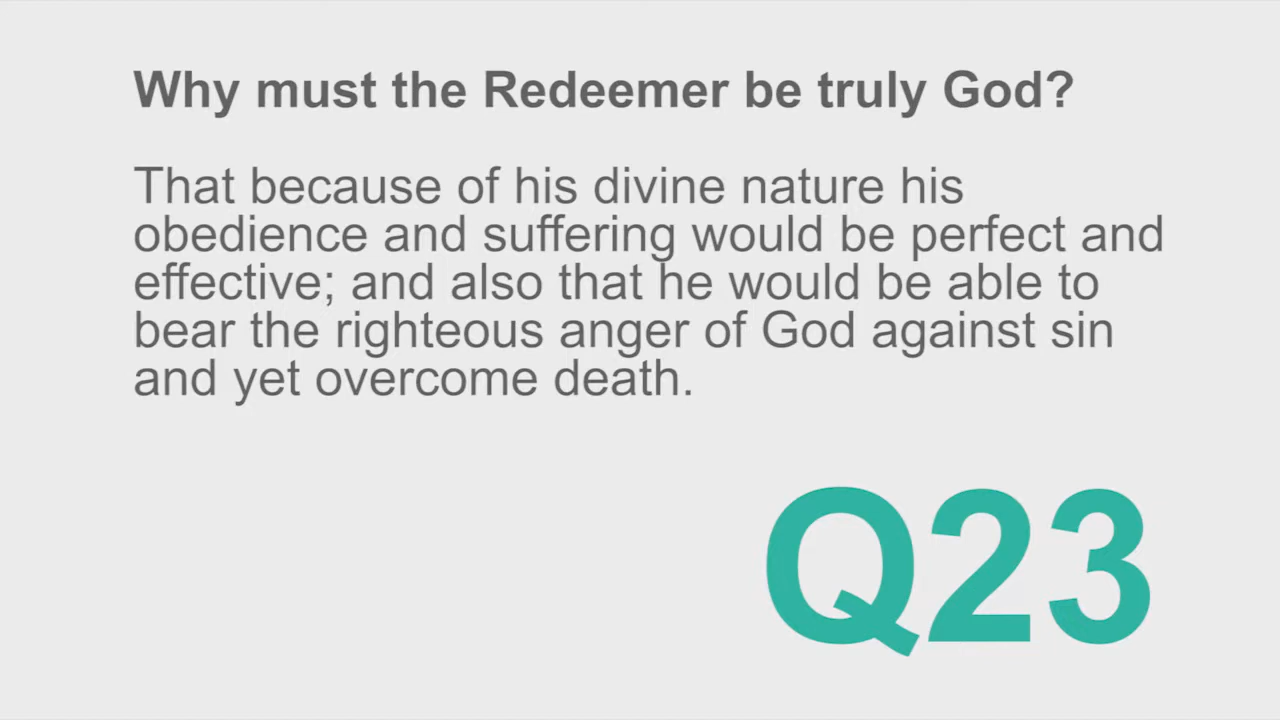 Why must the Redeemer be truly God?
That because of his divine nature his
obedience and suffering would be perfect and
effective; and also that he would be able to
bear the righteous anger of God against sin
and yet overcome death.
Q23